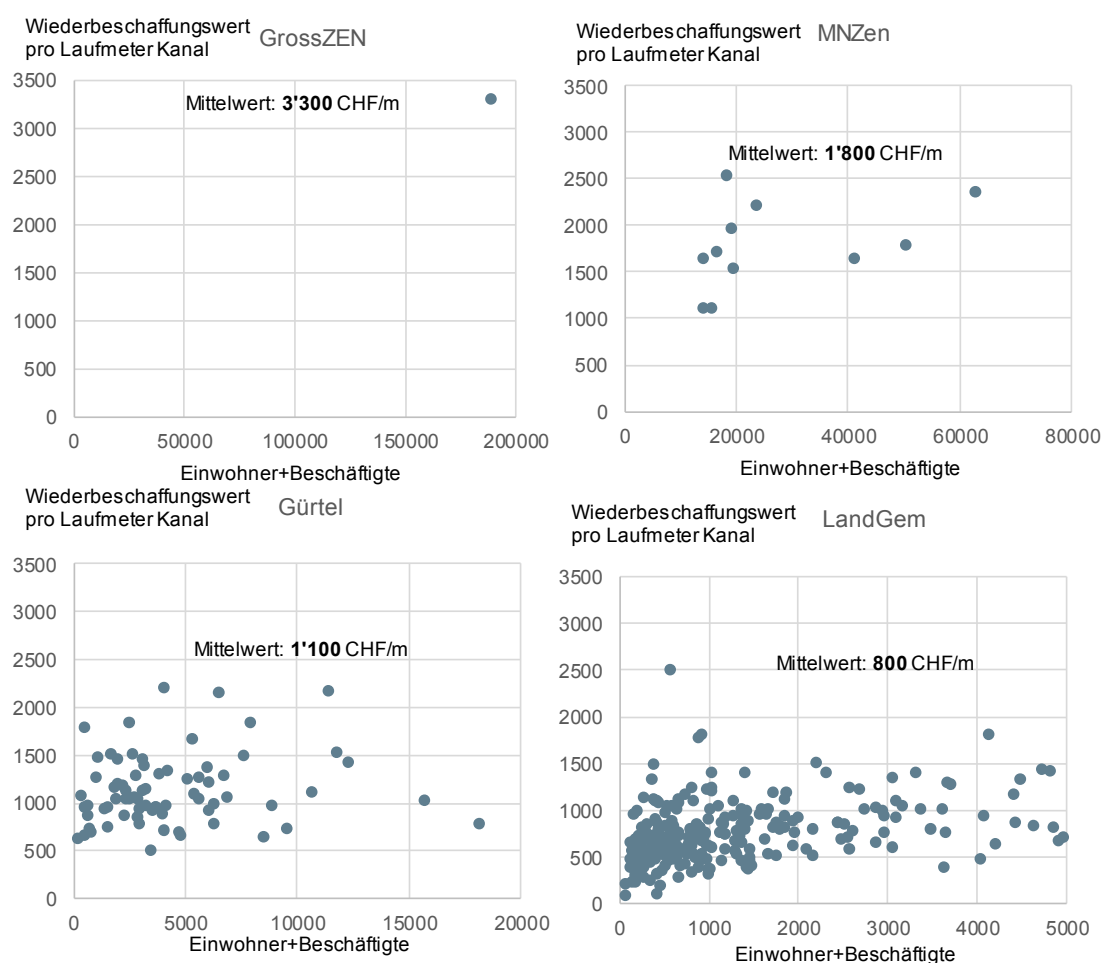 Wiederbeschaffungswert
pro Laufmeter Kanal
GrossZEN
3500
3000
2500
2000
1500
1000
500
0
Mittelwert: 3'300 CHF/m
0 50000 100000 150000 200000
Einwohner+Beschäftigte
Wiederbeschaffungswert
pro Laufmeter Kanal
MNZen
3500
3000
2500
2000
1500
1000
500
0
Mittelwert: 1'800 CHF/m
0 20000 40000 60000 80000
Einwohner+Beschäftigte
Wiederbeschaffungswert
pro Laufmeter Kanal
Gürtel
3500
3000
2500
2000
1500
1000
500
0
Mittelwert: 1'100 CHF/m
0 5000 10000 15000 20000
Einwohner+Beschäftigte
Wiederbeschaffungswert
pro Laufmeter Kanal
LandGem
3500
3000
2500
2000
1500
1000
500
0
Mittelwert: 800 CHF/m
0 1000 2000 3000 4000 5000
Einwohner+Beschäftigte